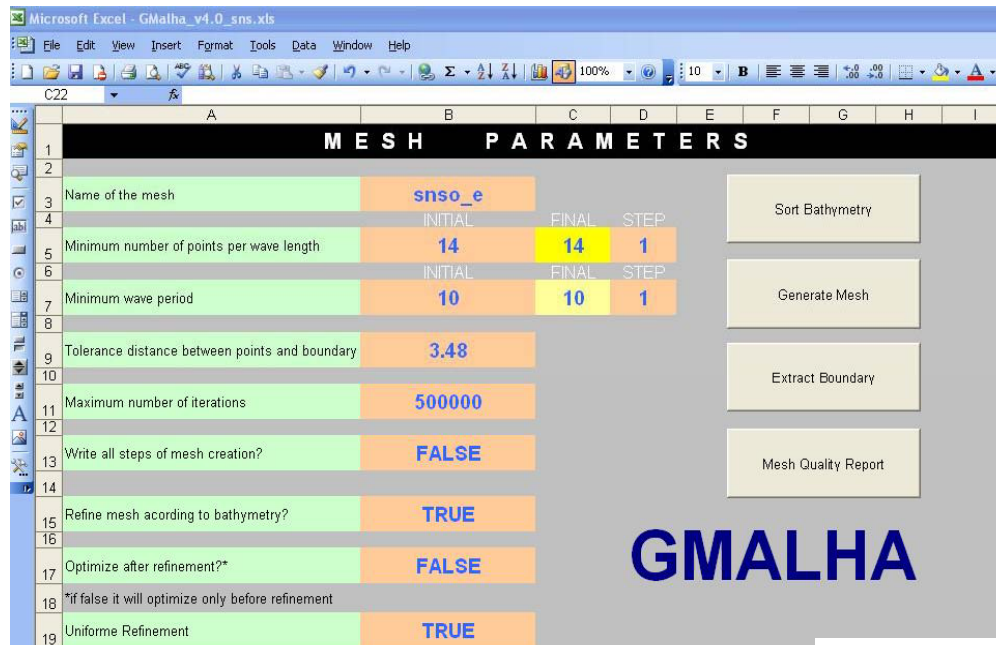 Microsoft Excel - GMalha_v4.0_sns.xls
File Edit View Insert Format Tools Data Window Help
100% 10 B
C22 fx
A B C D E F G H I
1 MESH PARAMETERS
2
3 Name of the mesh snso_e Sort Bathymetry
4 INITIAL FINAL STEP
5 Minimum number of points per wave length 14 14 1
6 INITIAL FINAL STEP
7 Minimum wave period 10 10 1 Generate Mesh
8
9 Tolerance distance between points and boundary 3.48
10 Extract Boundary
11 Maximum number of iterations 500000
12
13 Write all steps of mesh creation? FALSE Mesh Quality Report
14
15 Refine mesh acording to bathymetry? TRUE
16
GMALHA
17 Optimize after refinement?* FALSE
18 *if false it will optimize only before refinement
19 Uniforme Refinement TRUE